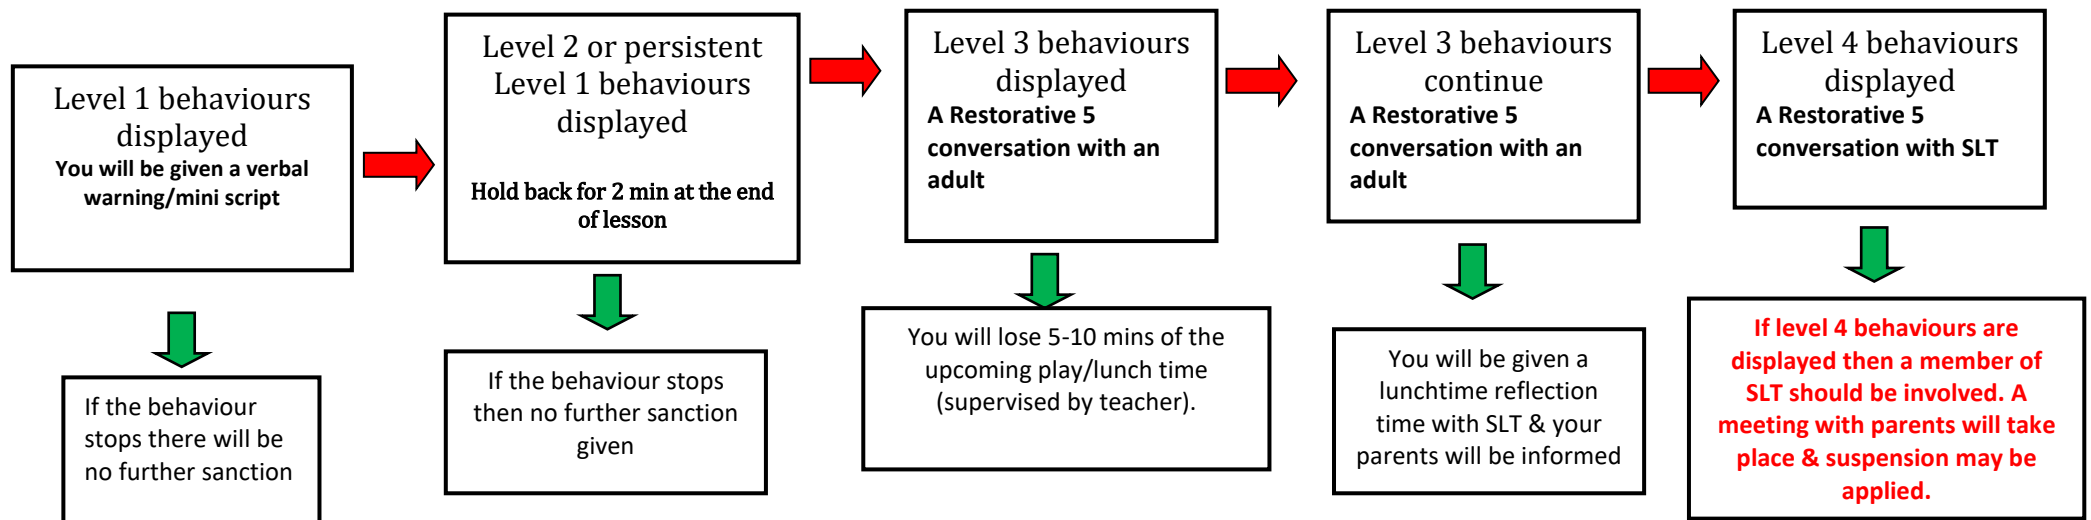 Level 1 behaviours
displayed
You will be given a verbal
warning/mini script
If the behaviour
stops there will be
no further sanction
Level 2 or persistent
Level 1 behaviours
displayed
Hold back for 2 min at the end
of lesson
If the behaviour stops
then no further sanction
given
Level 3 behaviours
displayed
A Restorative 5
conversation with an
adult
You will lose 5-10 mins of the
upcoming play/lunch time
(supervised by teacher).
Level 3 behaviours
continue
A Restorative 5
conversation with an
adult
You will be given a
lunchtime reflection
time with SLT & your
parents will be informed
Level 4 behaviours
displayed
A Restorative 5
conversation with SLT
If level 4 behaviours are
displayed then a member of
SLT should be involved. A
meeting with parents will take
place & suspension may be
applied.